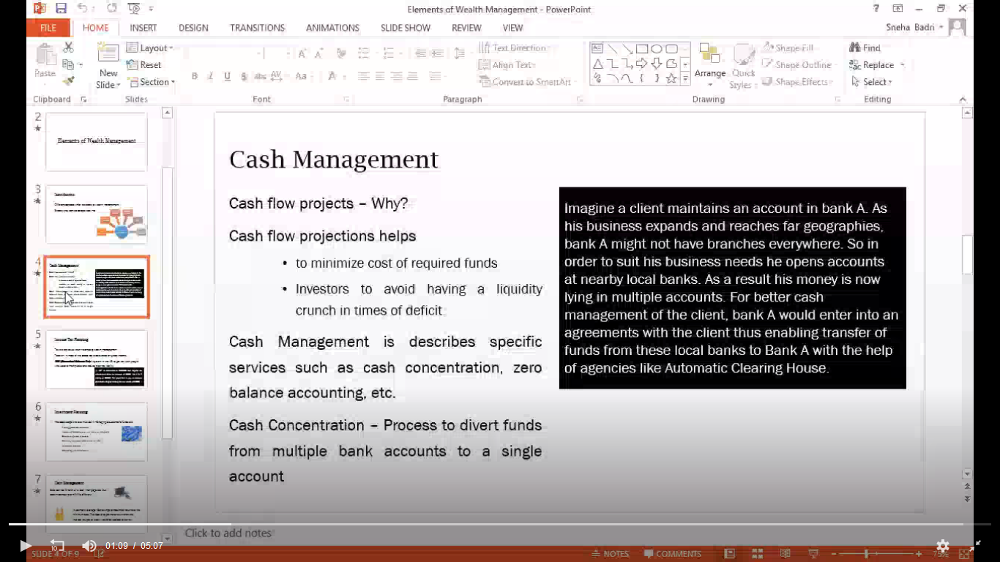 Elements of Wealth Management - PowerPoint
FILE HOME INSERT DESIGN TRANSITIONS ANIMATIONS SLIDE SHOW REVIEW VIEW
Sneha Badri
Paste
New
Slide
Layout
Reset
Section
Text Direction
Align Text
Convert to SmartArt
Arrange
Quick
Styles
Shape Fill
Shape Outline
Shape Effects
Find
Replace
Select
Clipboard Slides Font Paragraph Drawing Editing
2
Elements of Wealth Management
3
4
Cash Management
5
Income Tax Planning
6
Investment Planning
7
Cash Management
Cash flow projects – Why?
Cash flow projections helps
• to minimize cost of required funds
• Investors to avoid having a liquidity
crunch in times of deficit
Cash Management is describes specific
services such as cash concentration, zero
balance accounting, etc.
Cash Concentration – Process to divert funds
from multiple bank accounts to a single
account
Imagine a client maintains an account in bank A. As
his business expands and reaches far geographies,
bank A might not have branches everywhere. So in
order to suit his business needs he opens accounts
at nearby local banks. As a result his money is now
lying in multiple accounts. For better cash
management of the client, bank A would enter into an
agreements with the client thus enabling transfer of
funds from these local banks to Bank A with the help
of agencies like Automatic Clearing House.
Click to add notes
10
01:09 / 05:07
SLIDE 4 OF 9
NOTES COMMENTS
75%